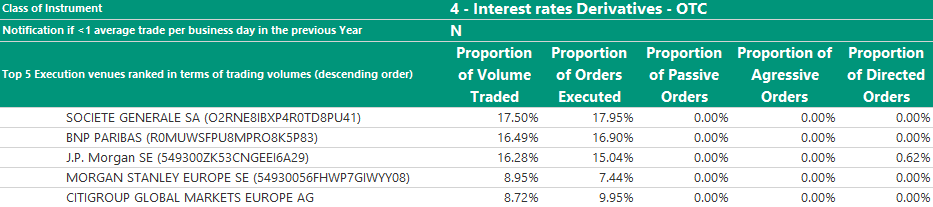 Class of Instrument 4 - Interest rates Derivatives - OTC
Notification if <1 average trade per business day in the previous Year N
Top 5 Execution venues ranked in terms of trading volumes (descending order) Proportion of Volume Traded Proportion of Orders Executed Proportion of Passive Orders Proportion of Agressive Orders Proportion of Directed Orders
SOCIETE GENERALE SA (O2RNE8IBXP4R0TD8PU41) 17.50% 17.95% 0.00% 0.00% 0.00%
BNP PARIBAS (R0MUWSFPU8MPRO8K5P83) 16.49% 16.90% 0.00% 0.00% 0.00%
J.P. Morgan SE (549300ZK53CNGEEI6A29) 16.28% 15.04% 0.00% 0.00% 0.62%
MORGAN STANLEY EUROPE SE (54930056FHWP7GIWYY08) 8.95% 7.44% 0.00% 0.00% 0.00%
CITIGROUP GLOBAL MARKETS EUROPE AG 8.72% 9.95% 0.00% 0.00% 0.00%